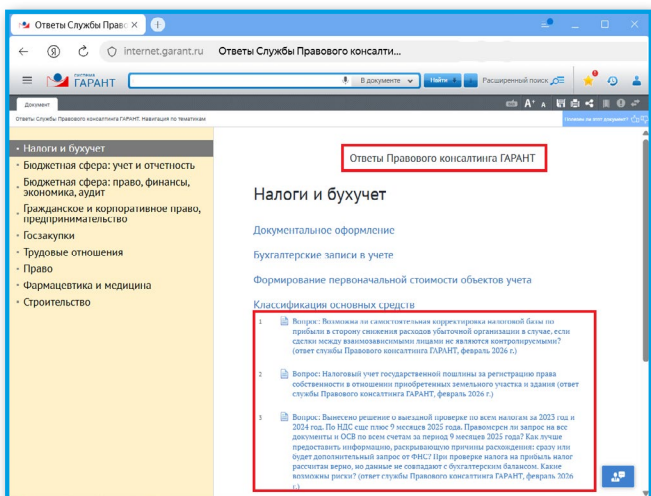 Ответы Службы Право ×
internet.garant.ru Ответы Службы Правового консалти...
СИСТЕМА
ГАРАНТ
В документе
Найти
Расширенный поиск
Документ
A+ A
Ответы Службы Правового консалтинга ГАРАНТ. Навигация по тематикам
Полезен ли этот документ?
Налоги и бухучет
Бюджетная сфера: учет и отчетность
Бюджетная сфера: право, финансы,
экономика, аудит
Гражданское и корпоративное право,
предпринимательство
Госзакупки
Трудовые отношения
Право
Фармацевтика и медицина
Строительство
Ответы Правового консалтинга ГАРАНТ
Налоги и бухучет
Документальное оформление
Бухгалтерские записи в учете
Формирование первоначальной стоимости объектов учета
Классификация основных средств
1 Вопрос: Возможна ли самостоятельная корректировка налоговой базы по
прибыли в сторону снижения расходов убыточной организации в случае, если
сделки между взаимозависимыми лицами не являются контролируемыми?
(ответ службы Правового консалтинга ГАРАНТ, февраль 2026 г.)
2 Вопрос: Налоговый учет государственной пошлины за регистрацию права
собственности в отношении приобретенных земельного участка и здания (ответ
службы Правового консалтинга ГАРАНТ, февраль 2026 г.)
3 Вопрос: Вынесено решение о выездной проверке по всем налогам за 2023 год и
2024 год. По НДС еще плюс 9 месяцев 2025 года. Правомерен ли запрос на все
документы и ОСВ по всем счетам за период 9 месяцев 2025 года? Как лучше
предоставить информацию, раскрывающую причины расхождения: сразу или
будет дополнительный запрос от ФНС? При проверке налога на прибыль налог
рассчитан верно, но данные не совпадают с бухгалтерским балансом. Какие
возможны риски? (ответ службы Правового консалтинга ГАРАНТ, февраль 2026
г.)